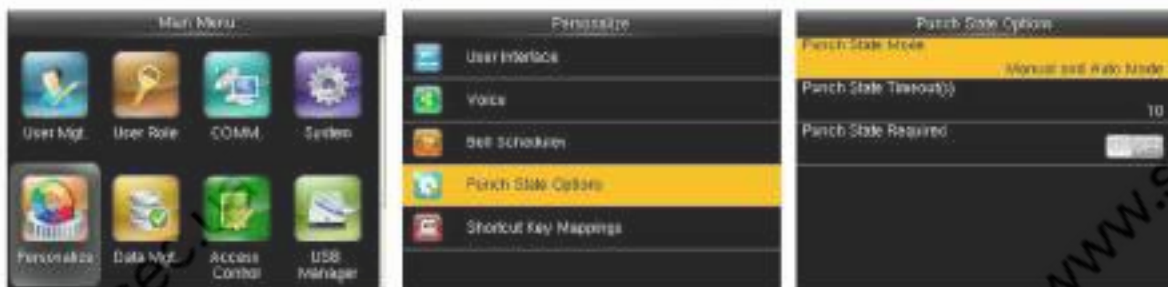 Main Menu
User Mgt.
User Role
COMM.
System
Personalize
Data Mgt.
Access
Control
USB
Manager
Personalize
User Interface
Voice
Bell Schedules
Punch State Options
Shortcut Key Mappings
Punch State Options
Punch State Mode
Manual and Auto Mode
Punch State Timeout(s)
10
Punch State Required
www.s